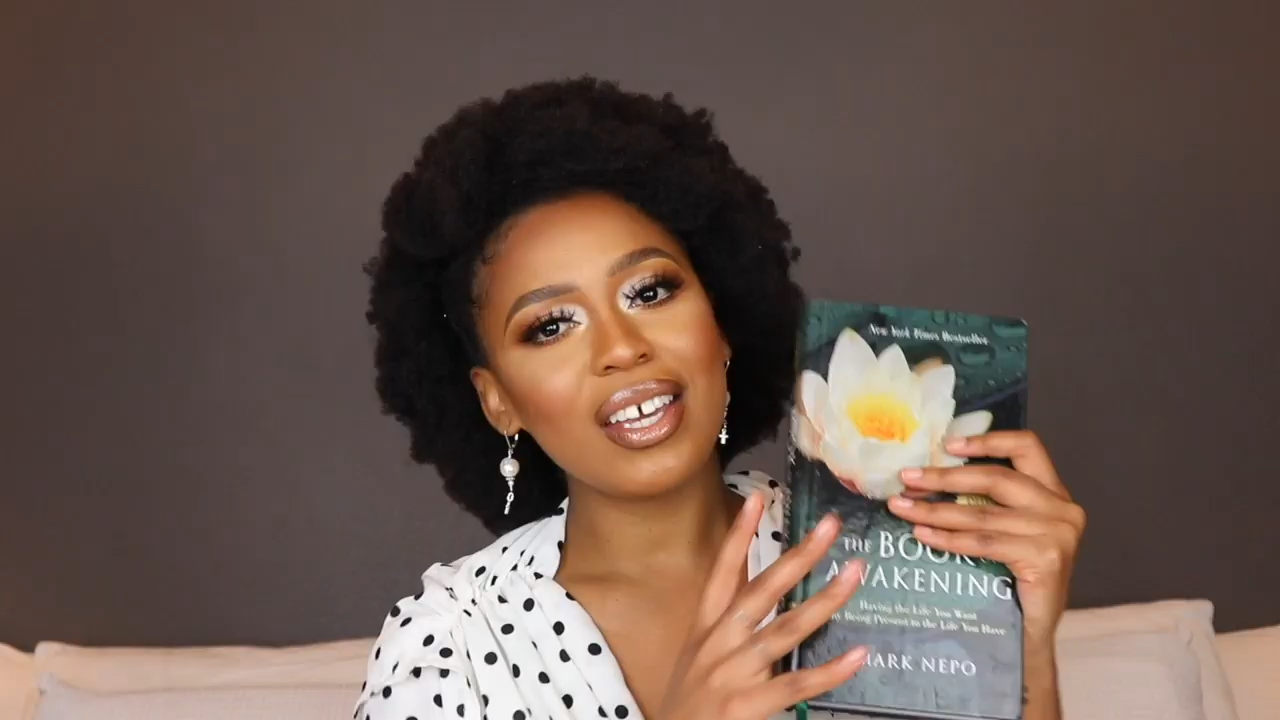 New York Times Bestseller
THE BOOK
AWAKENING
Having the Life You Want
by Being Present to the Life You Have
MARK NEPO